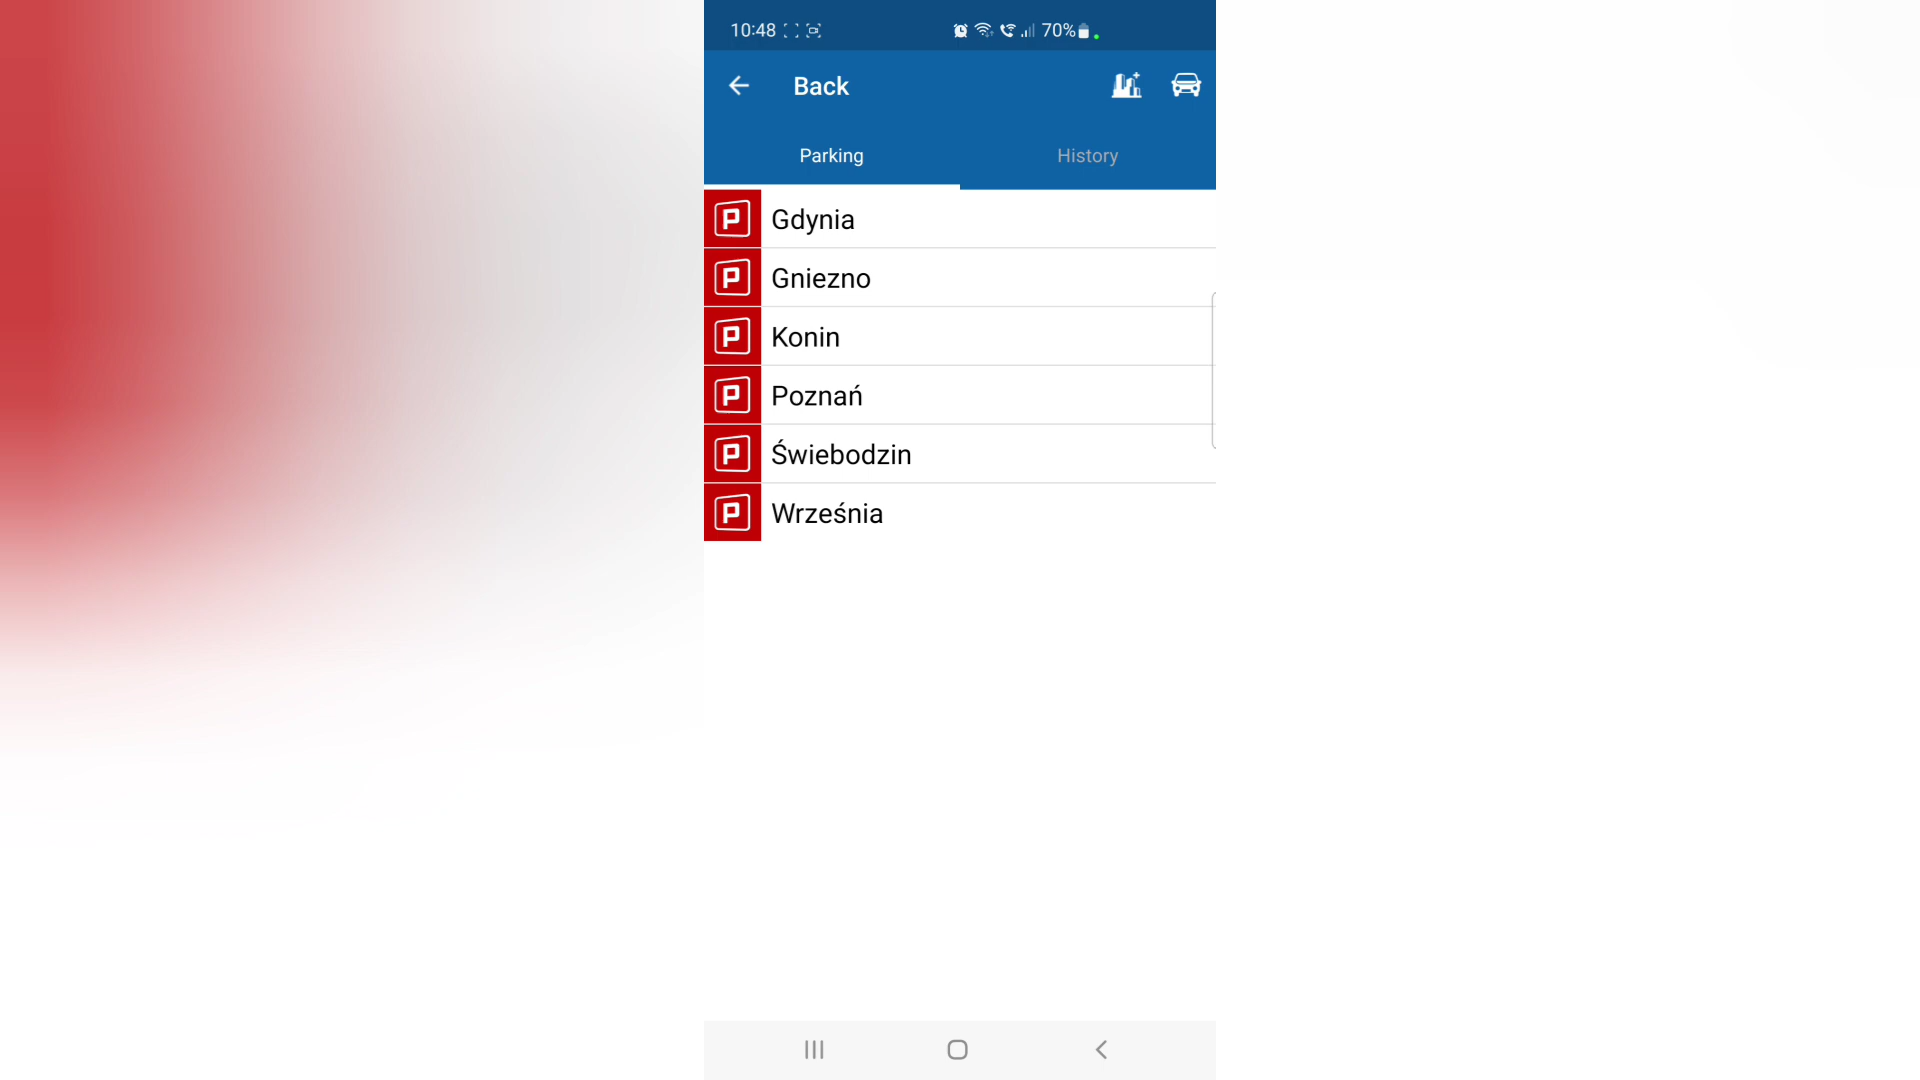 10:48 70%
Back
Parking History
P Gdynia
P Gniezno
P Konin
P Poznań
P Świebodzin
P Września